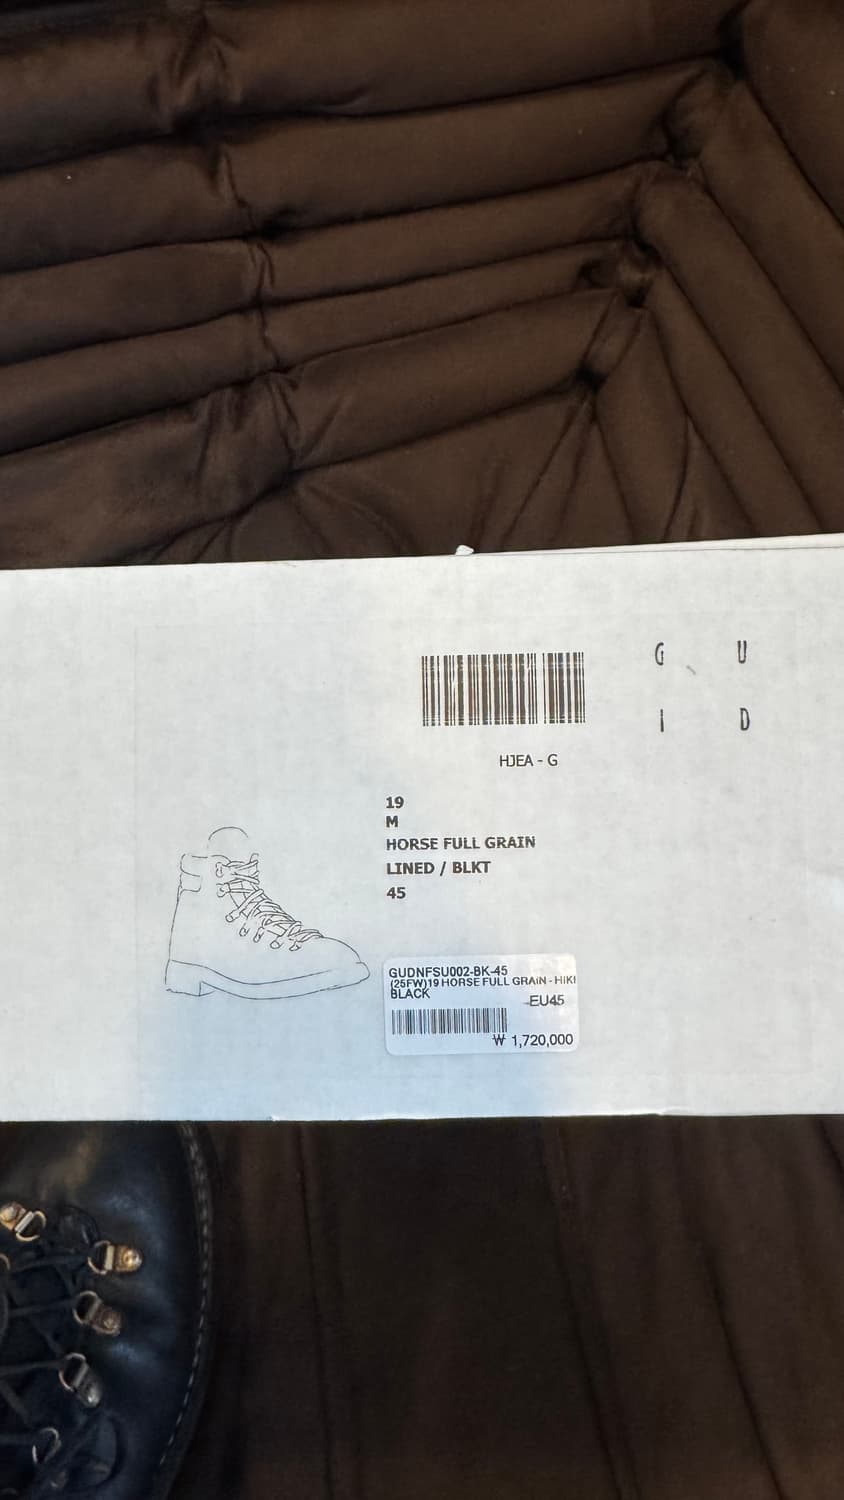 G U
I D
HJEA - G
19
M
HORSE FULL GRAIN
LINED / BLKT
45
GUDNFSU002-BK-45
(25FW)19 HORSE FULL GRAIN - HIKI
BLACK
-EU45
₩ 1,720,000